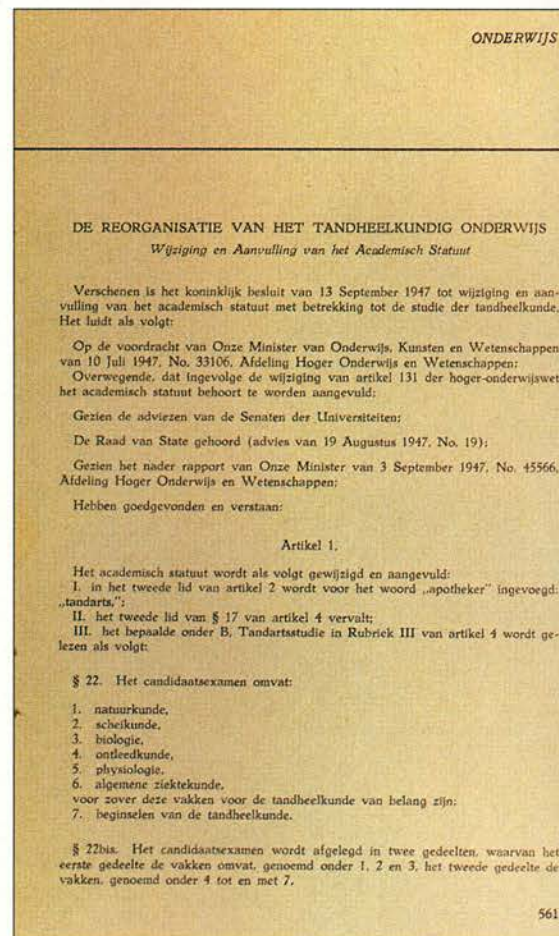 ONDERWIJS
DE REORGANISATIE VAN HET TANDHEELKUNDIG ONDERWIJS
Wijziging en Aanvulling van het Academisch Statuut
Verschenen is het koninklijk besluit van 13 September 1947 tot wijziging en aan-
vulling van het academisch statuut met betrekking tot de studie der tandheelkunde.
Het luidt als volgt:
Op de voordracht van Onze Minister van Onderwijs, Kunsten en Wetenschappen
van 10 Juli 1947, No. 33106, Afdeling Hoger Onderwijs en Wetenschappen;
Overwegende, dat ingevolge de wijziging van artikel 131 der hoger-onderwijswet
het academisch statuut behoort te worden aangevuld;
Gezien de adviezen van de Senaten der Universiteiten;
De Raad van State gehoord (advies van 19 Augustus 1947, No. 19);
Gezien het nader rapport van Onze Minister van 3 September 1947, No. 45566,
Afdeling Hoger Onderwijs en Wetenschappen;
Hebben goedgevonden en verstaan:
Artikel 1.
Het academisch statuut wordt als volgt gewijzigd en aangevuld:
I. in het tweede lid van artikel 2 wordt voor het woord „apotheker” ingevoegd:
„tandarts,”;
II. het tweede lid van § 17 van artikel 4 vervalt;
III. het bepaalde onder B, Tandartsstudie in Rubriek III van artikel 4 wordt ge-
lezen als volgt:
§ 22. Het candidaatsexamen omvat:
1. natuurkunde,
2. scheikunde,
3. biologie,
4. ontleedkunde,
5. physiologie,
6. algemene ziektekunde,
voor zover deze vakken voor de tandheelkunde van belang zijn;
7. beginselen van de tandheelkunde.
§ 22bis. Het candidaatsexamen wordt afgelegd in twee gedeelten, waarvan het
eerste gedeelte de vakken omvat, genoemd onder 1, 2 en 3, het tweede gedeelte de
vakken, genoemd onder 4 tot en met 7.
561